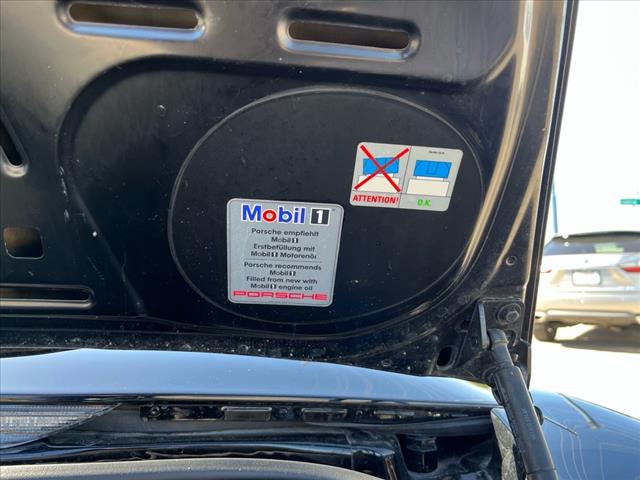 Mobil 1
Porsche empfiehlt
Mobil 1
Erstbefüllung mit
Mobil 1 Motorenöl
Porsche recommends
Mobil 1
Filled from new with
Mobil 1 engine oil
PORSCHE
ATTENTION!
O.K.